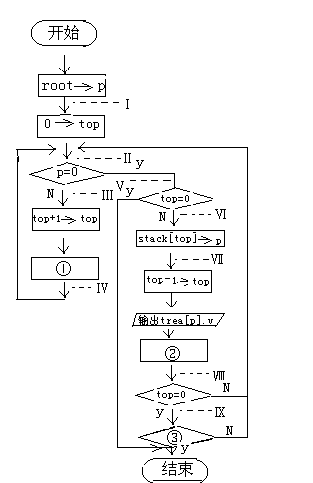 开始
root→p
I
0→top
II
y
p=0
V
y
N
III
top=0
top+1→top
N
VI
stack[top]→p
VII
①
top-1→top
IV
输出trea[p].v
②
VIII
top=0
N
y
IX
③
N
y
结束